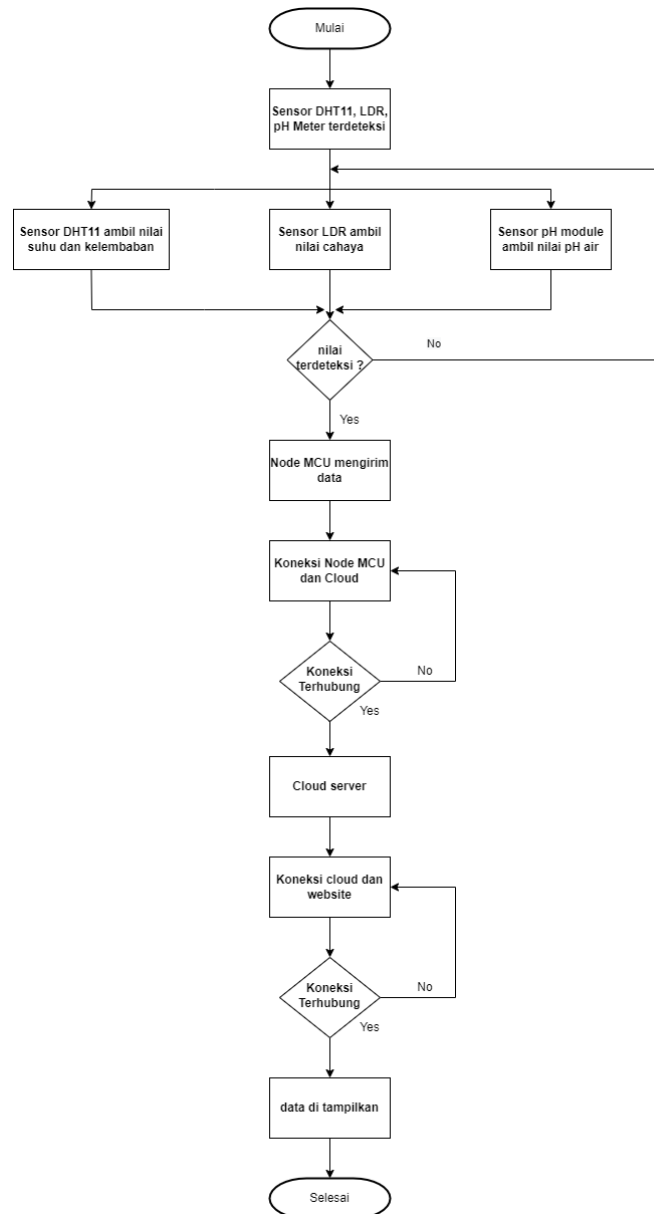 Mulai
Sensor DHT11, LDR,
pH Meter terdeteksi
Sensor DHT11 ambil nilai
suhu dan kelembaban
Sensor LDR ambil
nilai cahaya
Sensor pH module
ambil nilai pH air
nilai
terdeteksi ?
No
Yes
Node MCU mengirim
data
Koneksi Node MCU
dan Cloud
Koneksi
Terhubung
No
Yes
Cloud server
Koneksi cloud dan
website
Koneksi
Terhubung
No
Yes
data di tampilkan
Selesai